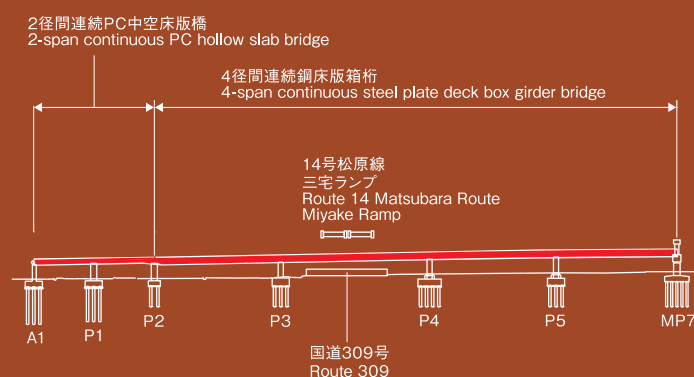 2径間連続PC中空床版橋
2-span continuous PC hollow slab bridge
4径間連続鋼床版箱桁
4-span continuous steel plate deck box girder bridge
14号松原線
三宅ランプ
Route 14 Matsubara Route
Miyake Ramp
A1
P1
P2
P3
P4
P5
MP7
国道309号
Route 309